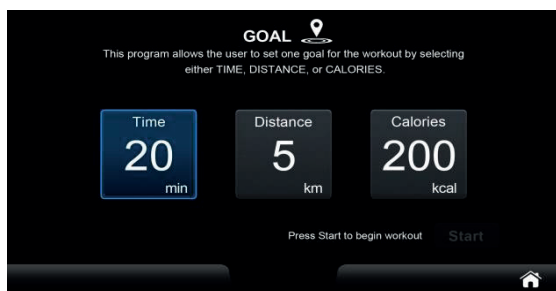 GOAL
This program allows the user to set one goal for the workout by selecting
either TIME, DISTANCE, or CALORIES.
Time
20
min
Distance
5
km
Calories
200
kcal
Press Start to begin workout
Start